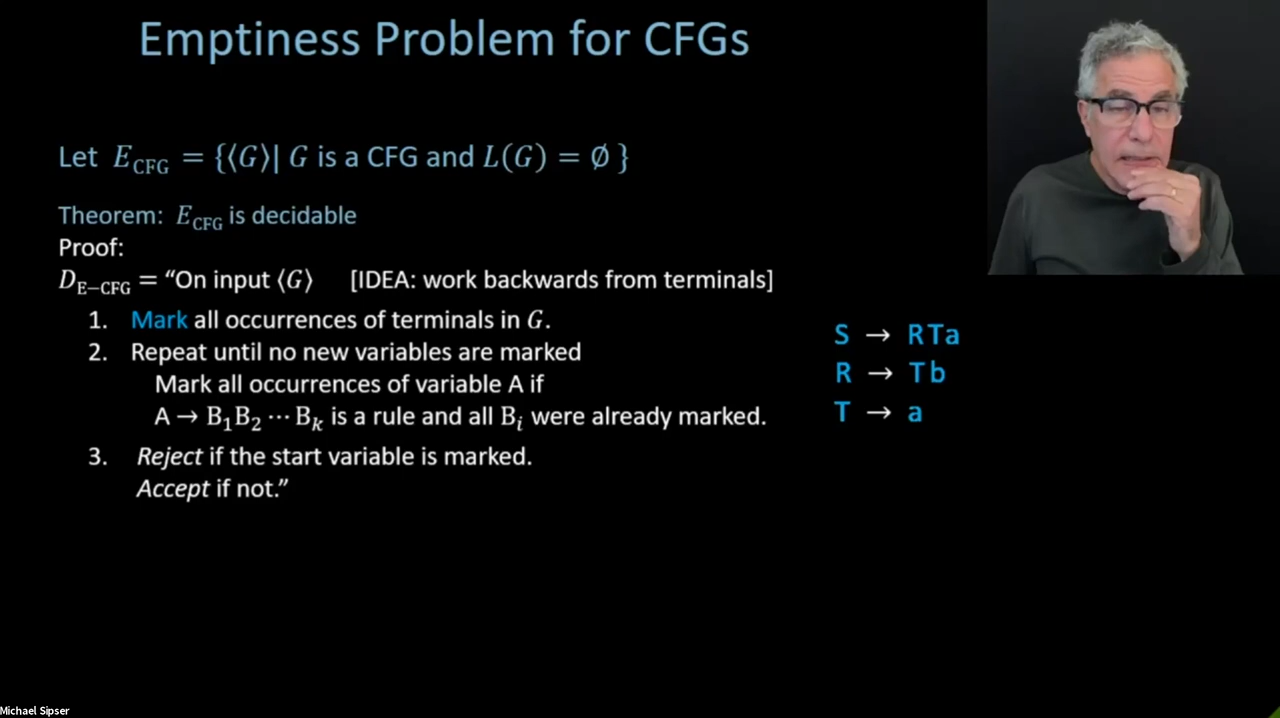 Emptiness Problem for CFGs
Let E_CFG = {⟨G⟩| G is a CFG and L(G) = ∅ }
Theorem: E_CFG is decidable
Proof:
D_E−CFG = “On input ⟨G⟩ [IDEA: work backwards from terminals]
1. Mark all occurrences of terminals in G.
2. Repeat until no new variables are marked
Mark all occurrences of variable A if
A → B₁B₂ ⋯ Bₖ is a rule and all Bᵢ were already marked.
3. Reject if the start variable is marked.
Accept if not.”
S → RTa
R → Tb
T → a
Michael Sipser